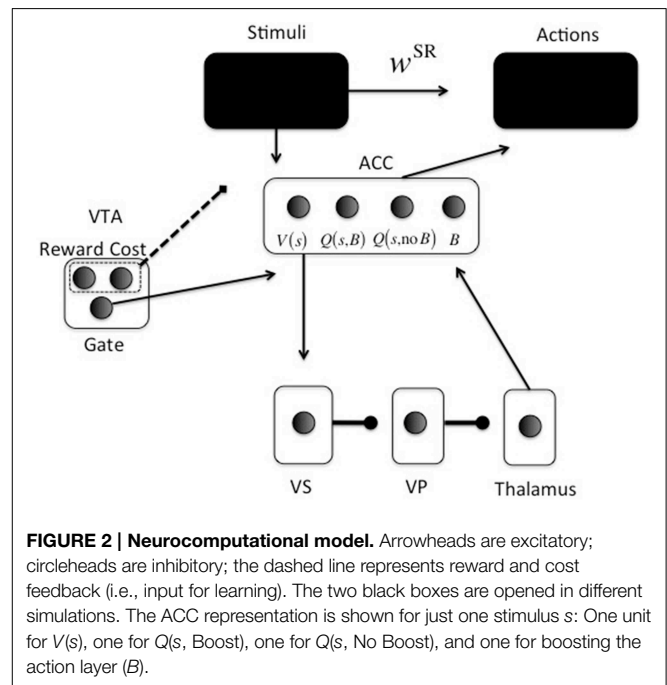 Stimuli
Actions
w^SR
ACC
V(s) Q(s,B) Q(s,no B) B
VTA
Reward Cost
Gate
VS
VP
Thalamus
FIGURE 2 | Neurocomputational model. Arrowheads are excitatory;
circleheads are inhibitory; the dashed line represents reward and cost
feedback (i.e., input for learning). The two black boxes are opened in different
simulations. The ACC representation is shown for just one stimulus s: One unit
for V(s), one for Q(s, Boost), one for Q(s, No Boost), and one for boosting the
action layer (B).